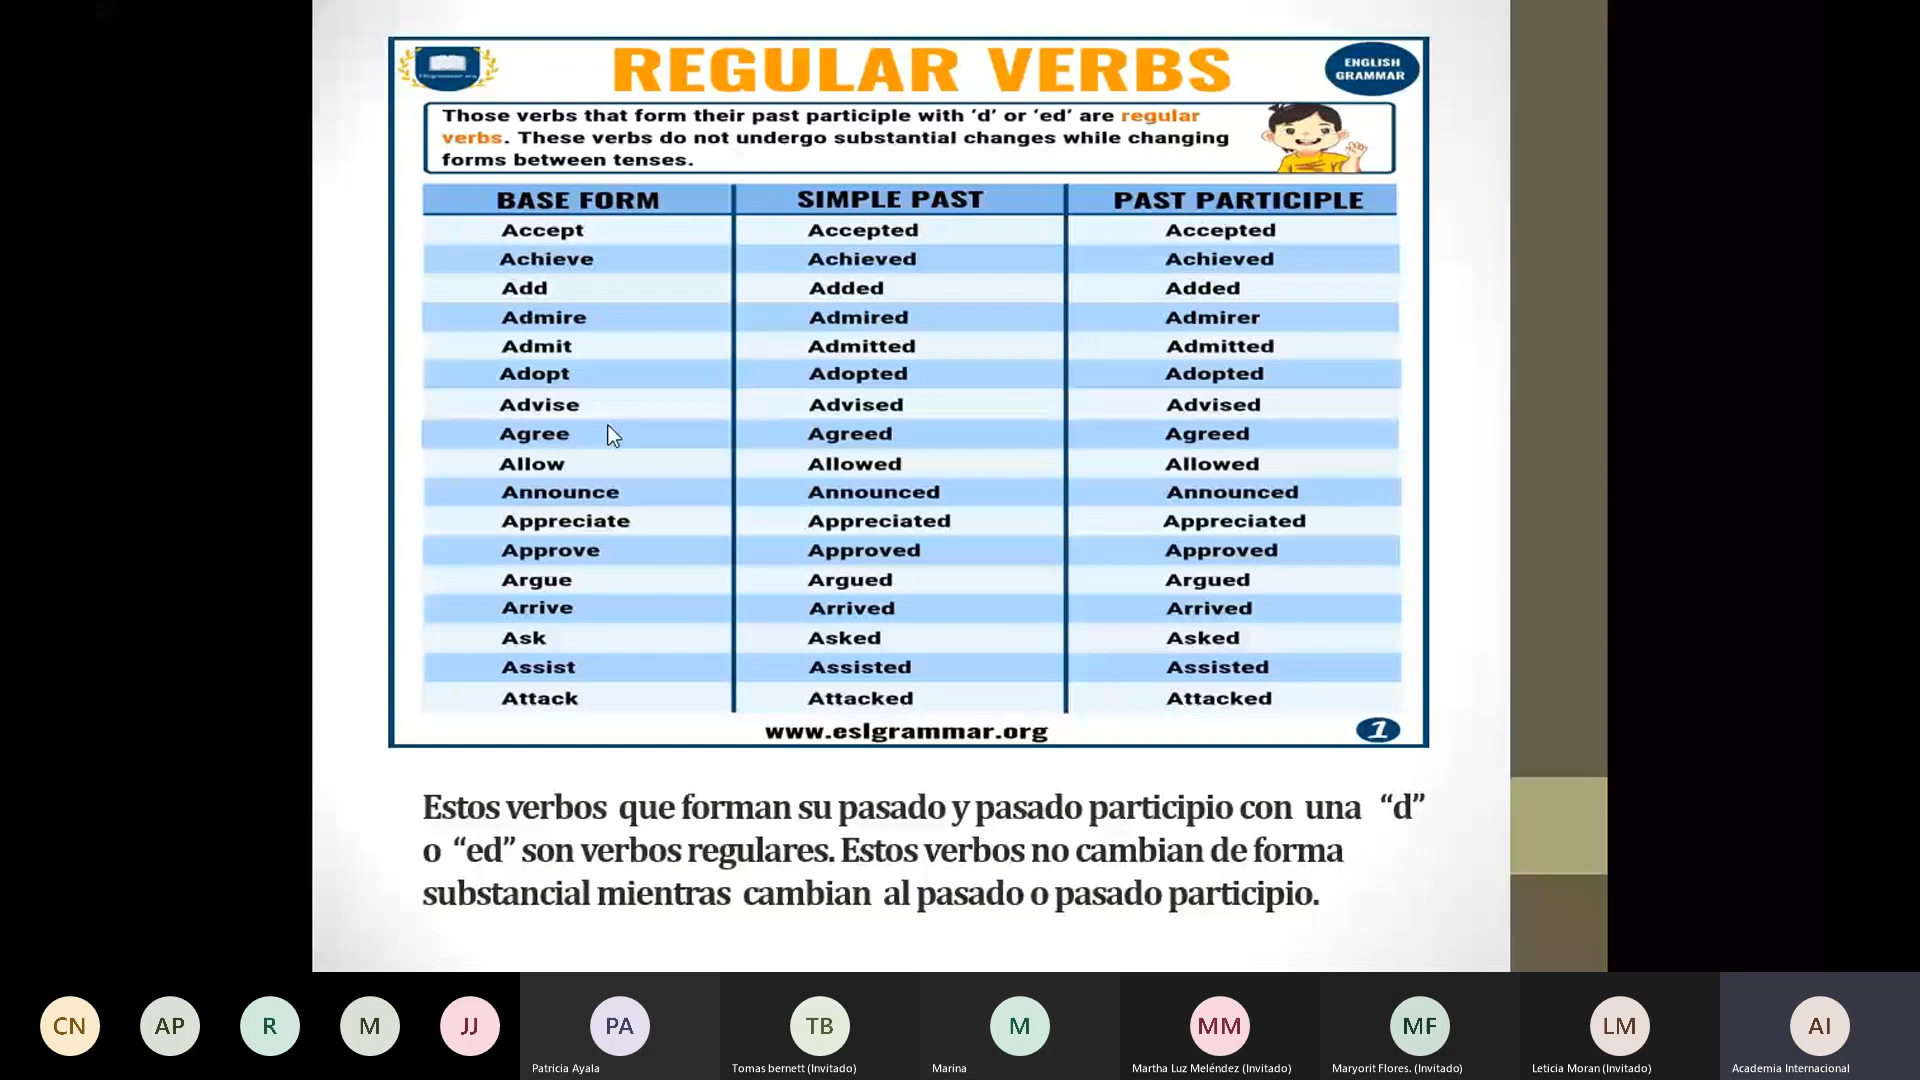 REGULAR VERBS
ENGLISH
GRAMMAR
Those verbs that form their past participle with ‘d’ or ‘ed’ are regular
verbs. These verbs do not undergo substantial changes while changing
forms between tenses.
BASE FORM SIMPLE PAST PAST PARTICIPLE
Accept Accepted Accepted
Achieve Achieved Achieved
Add Added Added
Admire Admired Admirer
Admit Admitted Admitted
Adopt Adopted Adopted
Advise Advised Advised
Agree Agreed Agreed
Allow Allowed Allowed
Announce Announced Announced
Appreciate Appreciated Appreciated
Approve Approved Approved
Argue Argued Argued
Arrive Arrived Arrived
Ask Asked Asked
Assist Assisted Assisted
Attack Attacked Attacked
www.eslgrammar.org 1
Estos verbos que forman su pasado y pasado participio con una “d”
o “ed” son verbos regulares. Estos verbos no cambian de forma
substancial mientras cambian al pasado o pasado participio.
CN AP R M JJ PA TB M MM MF LM AI
Patricia Ayala Tomas bernett (Invitado) Marina Martha Luz Meléndez (Invitado) Maryorit Flores. (Invitado) Leticia Moran (Invitado) Academia Internacional